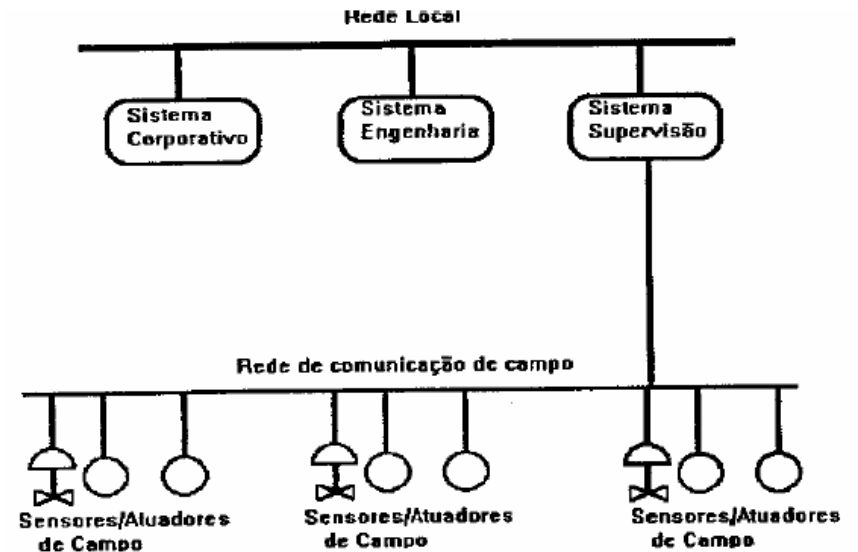 Rede Local
Sistema
Corporativo
Sistema
Engenharia
Sistema
Supervisão
Rede de comunicação de campo
Sensores/Atuadores
de Campo
Sensores/Atuadores
de Campo
Sensores/Atuadores
de Campo